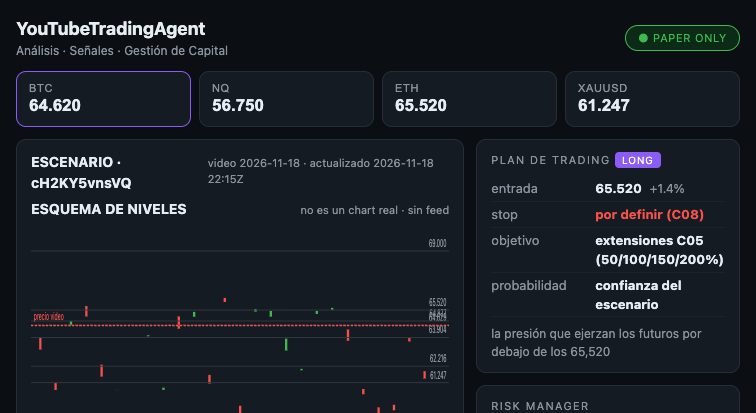 YouTubeTradingAgent
Análisis · Señales · Gestión de Capital
PAPER ONLY
BTC
64.620
NQ
56.750
ETH
65.520
XAUUSD
61.247
ESCENARIO ·
cH2KY5vnsVQ
video 2026-11-18 · actualizado 2026-11-18
22:15Z
ESQUEMA DE NIVELES
no es un chart real · sin feed
69.000
65.520
precio video
63.904
62.216
61.247
PLAN DE TRADING LONG
entrada 65.520 +1.4%
stop por definir (C08)
objetivo extensiones C05
(50/100/150/200%)
probabilidad confianza del
escenario
la presión que ejerzan los futuros por
debajo de los 65,520
RISK MANAGER